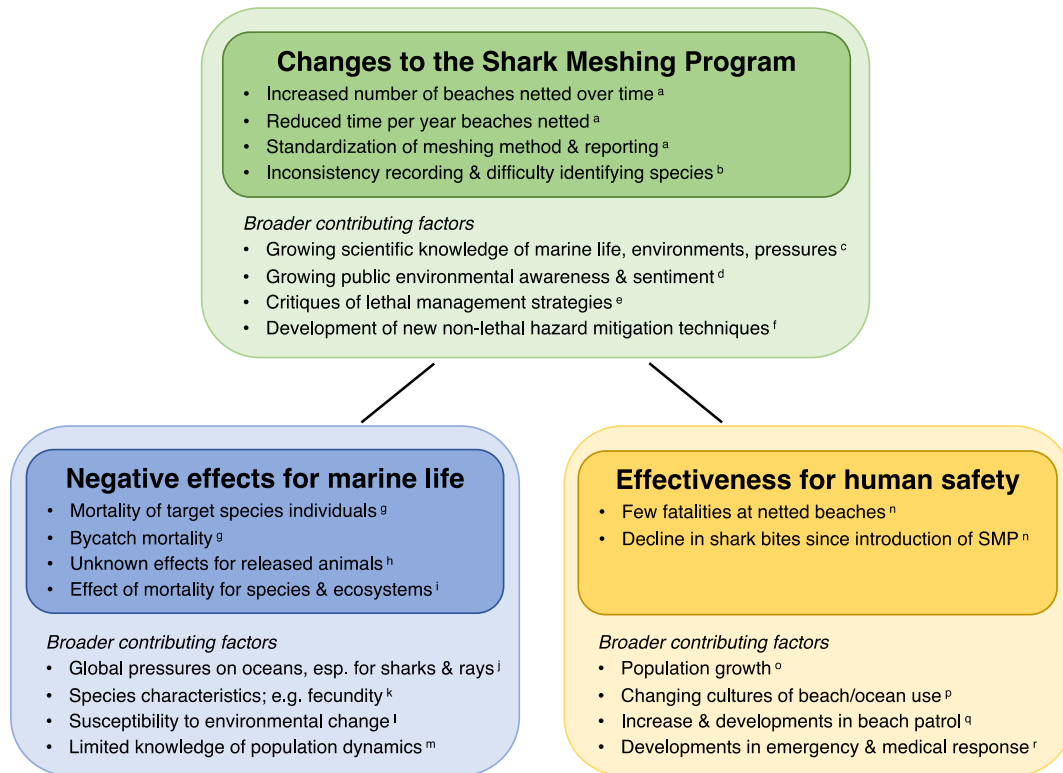 Changes to the Shark Meshing Program
• Increased number of beaches netted over time ᵃ
• Reduced time per year beaches netted ᵃ
• Standardization of meshing method & reporting ᵃ
• Inconsistency recording & difficulty identifying species ᵇ
Broader contributing factors
• Growing scientific knowledge of marine life, environments, pressures ᶜ
• Growing public environmental awareness & sentiment ᵈ
• Critiques of lethal management strategies ᵉ
• Development of new non-lethal hazard mitigation techniques ᶠ
Negative effects for marine life
• Mortality of target species individuals ᵍ
• Bycatch mortality ᵍ
• Unknown effects for released animals ʰ
• Effect of mortality for species & ecosystems ⁱ
Broader contributing factors
• Global pressures on oceans, esp. for sharks & rays ʲ
• Species characteristics; e.g. fecundity ᵏ
• Susceptibility to environmental change ˡ
• Limited knowledge of population dynamics ᵐ
Effectiveness for human safety
• Few fatalities at netted beaches ⁿ
• Decline in shark bites since introduction of SMP ⁿ
Broader contributing factors
• Population growth ᵒ
• Changing cultures of beach/ocean use ᵖ
• Increase & developments in beach patrol q
• Developments in emergency & medical response ʳ